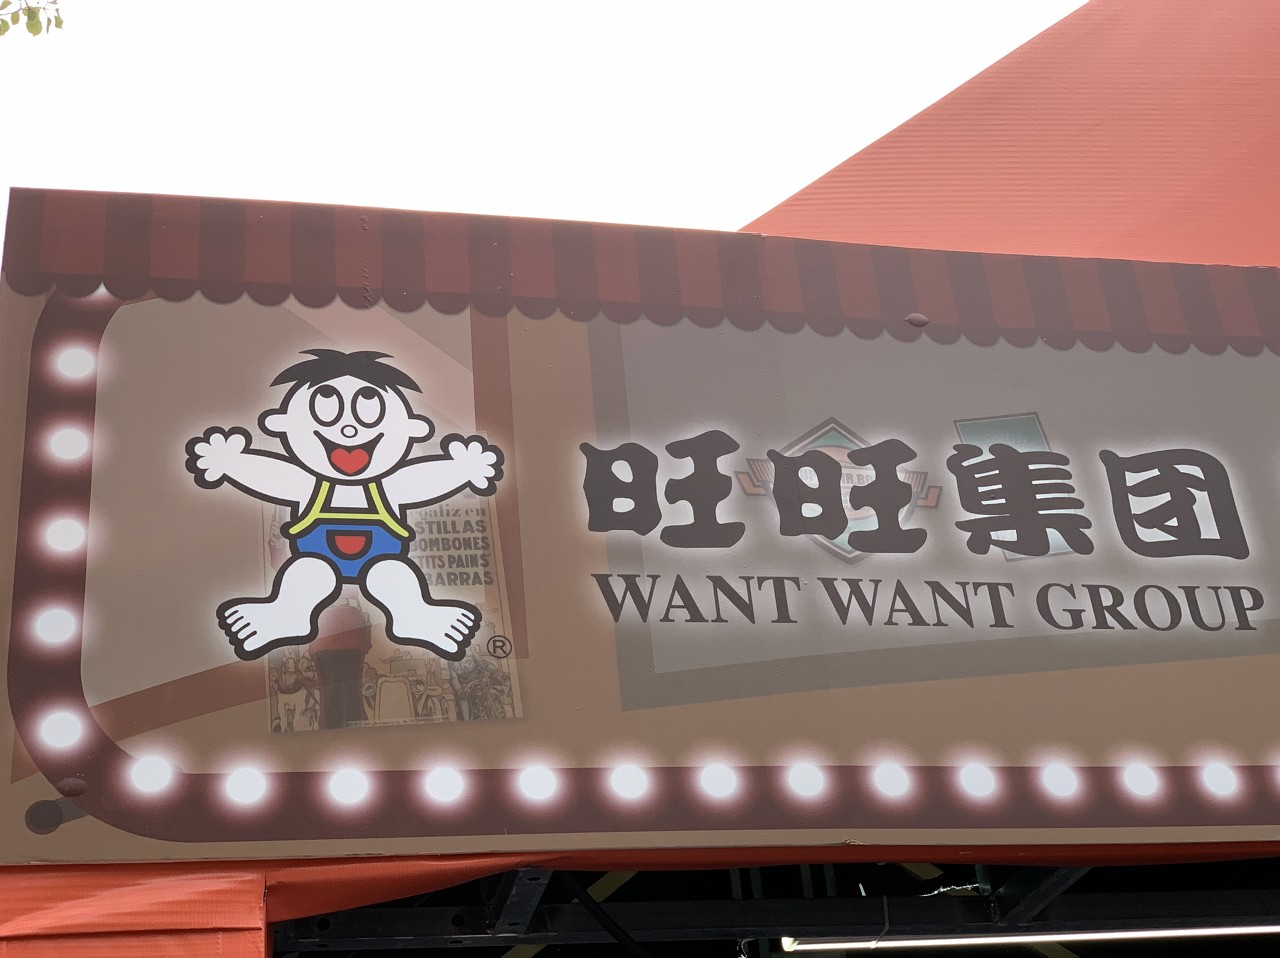 旺旺集团
WANT WANT GROUP
®
STILLAS
BOMBONES
TITS PAINS
BARRAS